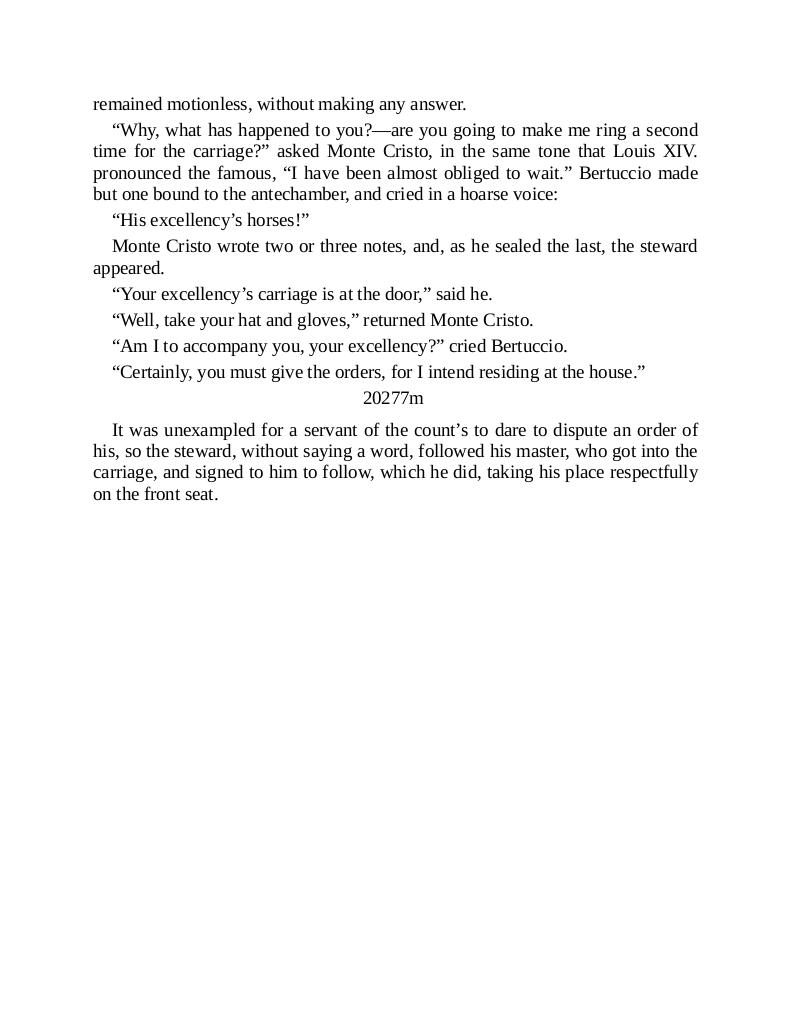 remained motionless, without making any answer.
“Why, what has happened to you?—are you going to make me ring a second
time for the carriage?” asked Monte Cristo, in the same tone that Louis XIV.
pronounced the famous, “I have been almost obliged to wait.” Bertuccio made
but one bound to the antechamber, and cried in a hoarse voice:
“His excellency’s horses!”
Monte Cristo wrote two or three notes, and, as he sealed the last, the steward
appeared.
“Your excellency’s carriage is at the door,” said he.
“Well, take your hat and gloves,” returned Monte Cristo.
“Am I to accompany you, your excellency?” cried Bertuccio.
“Certainly, you must give the orders, for I intend residing at the house.”
20277m
It was unexampled for a servant of the count’s to dare to dispute an order of
his, so the steward, without saying a word, followed his master, who got into the
carriage, and signed to him to follow, which he did, taking his place respectfully
on the front seat.